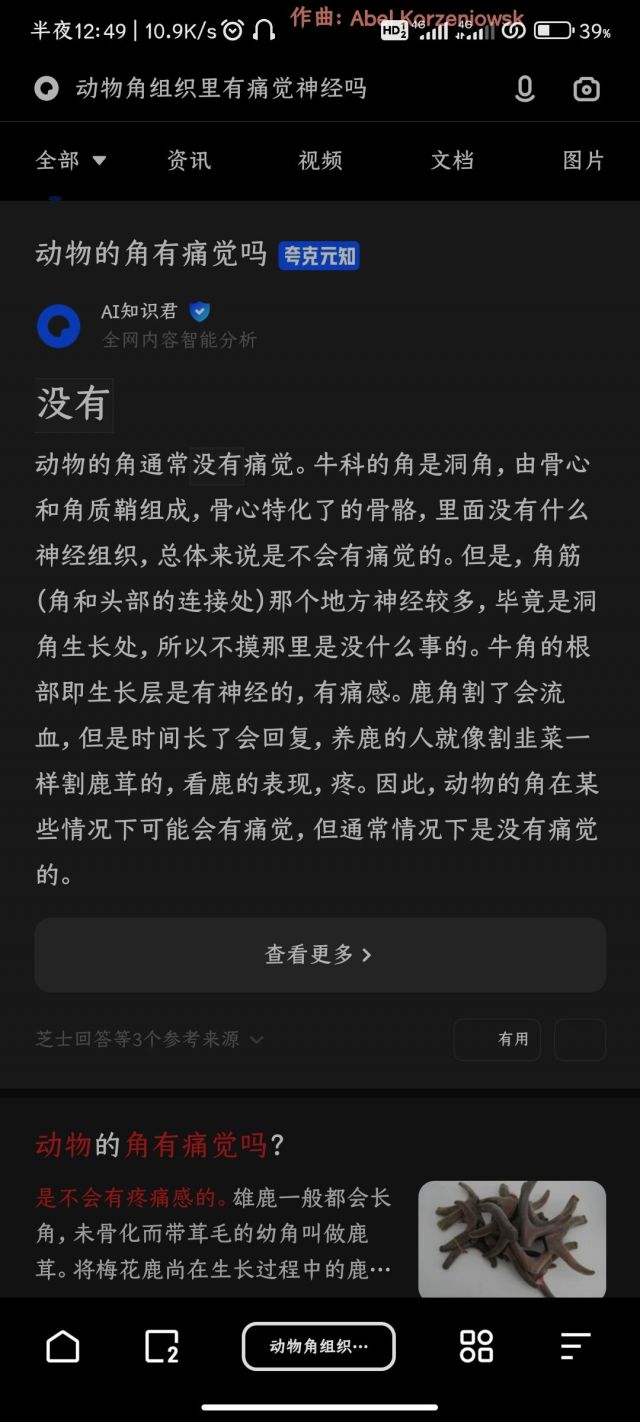 作曲: Abel Korzeniowsk
半夜12:49 | 10.9K/s HD 1 2 4G 4G 39%
动物角组织里有痛觉神经吗
全部 资讯 视频 文档 图片
动物的角有痛觉吗 夸克元知
AI知识君
全网内容智能分析
没有
动物的角通常没有痛觉。牛科的角是洞角，由骨心
和角质鞘组成，骨心特化了的骨骼，里面没有什么
神经组织，总体来说是不会有痛觉的。但是，角筋
(角和头部的连接处)那个地方神经较多，毕竟是洞
角生长处，所以不摸那里是没什么事的。牛角的根
部即生长层是有神经的，有痛感。鹿角割了会流
血，但是时间长了会回复，养鹿的人就像割韭菜一
样割鹿茸的，看鹿的表现，疼。因此，动物的角在某
些情况下可能会有痛觉，但通常情况下是没有痛觉
的。
查看更多 >
芝士回答等3个参考来源
有用
动物的角有痛觉吗?
是不会有疼痛感的。雄鹿一般都会长
角，未骨化而带茸毛的幼角叫做鹿
茸。将梅花鹿尚在生长过程中的鹿…
2 动物角组织…